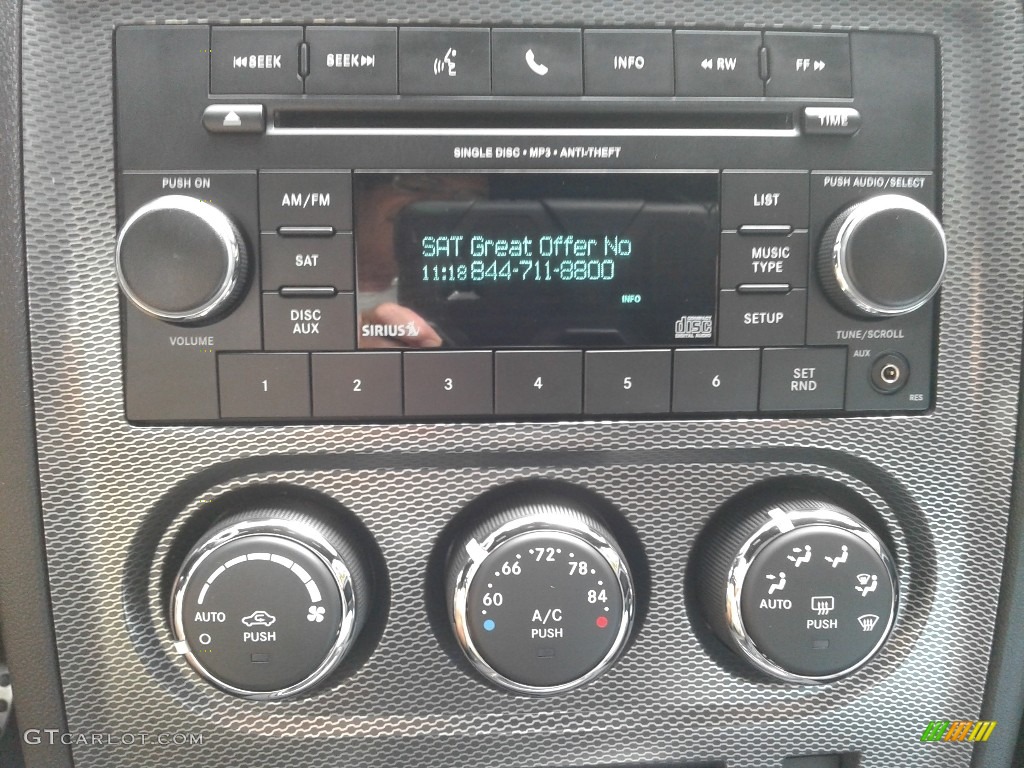 SEEK SEEK INFO RW FF
TIME
SINGLE DISC • MP3 • ANTI-THEFT
PUSH ON
PUSH AUDIO/SELECT
AM/FM
LIST
SAT
MUSIC
TYPE
DISC
AUX
SETUP
SAT Great Offer No
11:18 844-711-8800
INFO
SIRIUS
disc
VOLUME
TUNE/SCROLL
AUX
RES
1 2 3 4 5 6 SET
RND
AUTO
PUSH
60 66 72 78 84
A/C
PUSH
AUTO
PUSH
GTCARLOT.COM